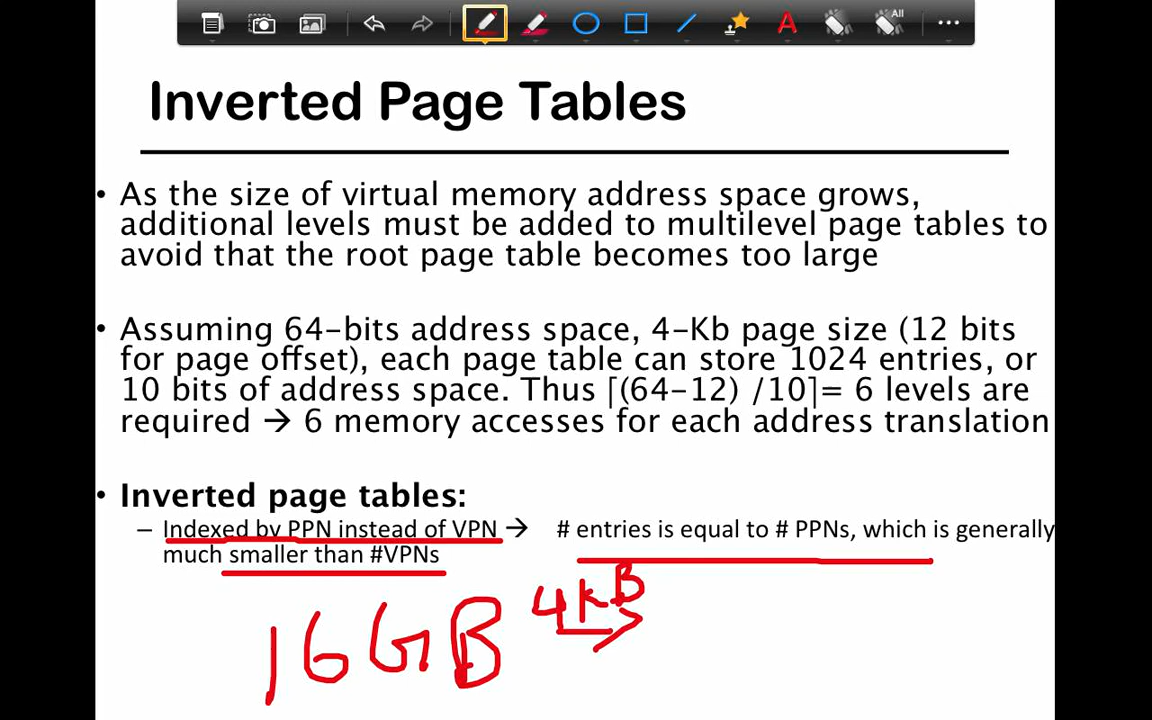 All
A
Inverted Page Tables
• As the size of virtual memory address space grows,
additional levels must be added to multilevel page tables to
avoid that the root page table becomes too large
• Assuming 64-bits address space, 4-Kb page size (12 bits
for page offset), each page table can store 1024 entries, or
10 bits of address space. Thus ⌈(64-12) /10⌉= 6 levels are
required → 6 memory accesses for each address translation
• Inverted page tables:
– Indexed by PPN instead of VPN → # entries is equal to # PPNs, which is generally
much smaller than #VPNs
4KB
16GB →